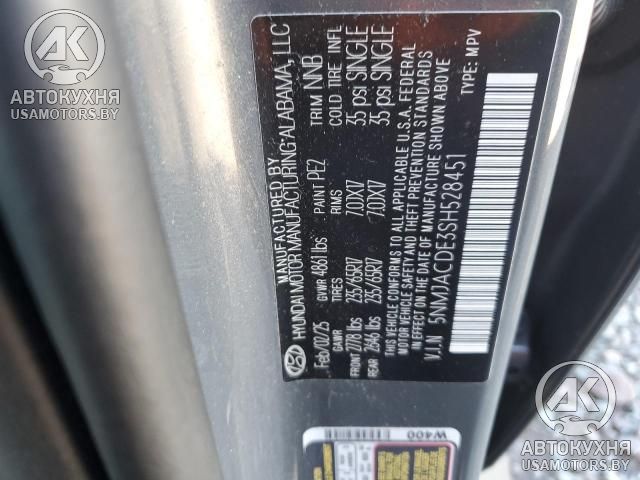 АВТОКУХНЯ
USAMOTORS.BY
MANUFACTURED BY
HYUNDAI MOTOR MANUFACTURING ALABAMA, LLC
Feb/02/25 GVWR 4861 lbs PAINT PE2 TRIM NNB
GAWR TIRES RIMS COLD TIRE INFL
FRONT 2778 lbs 235/65R17 7.0JX17 35 psi SINGLE
REAR 2646 lbs 235/65R17 7.0JX17 35 psi SINGLE
THIS VEHICLE CONFORMS TO ALL APPLICABLE U.S.A. FEDERAL
MOTOR VEHICLE SAFETY AND THEFT PREVENTION STANDARDS
IN EFFECT ON THE DATE OF MANUFACTURE SHOWN ABOVE
V.I.N 5NMJACDE3SH528451 TYPE: MPV
W400
АВТОКУХНЯ
USAMOTORS.BY